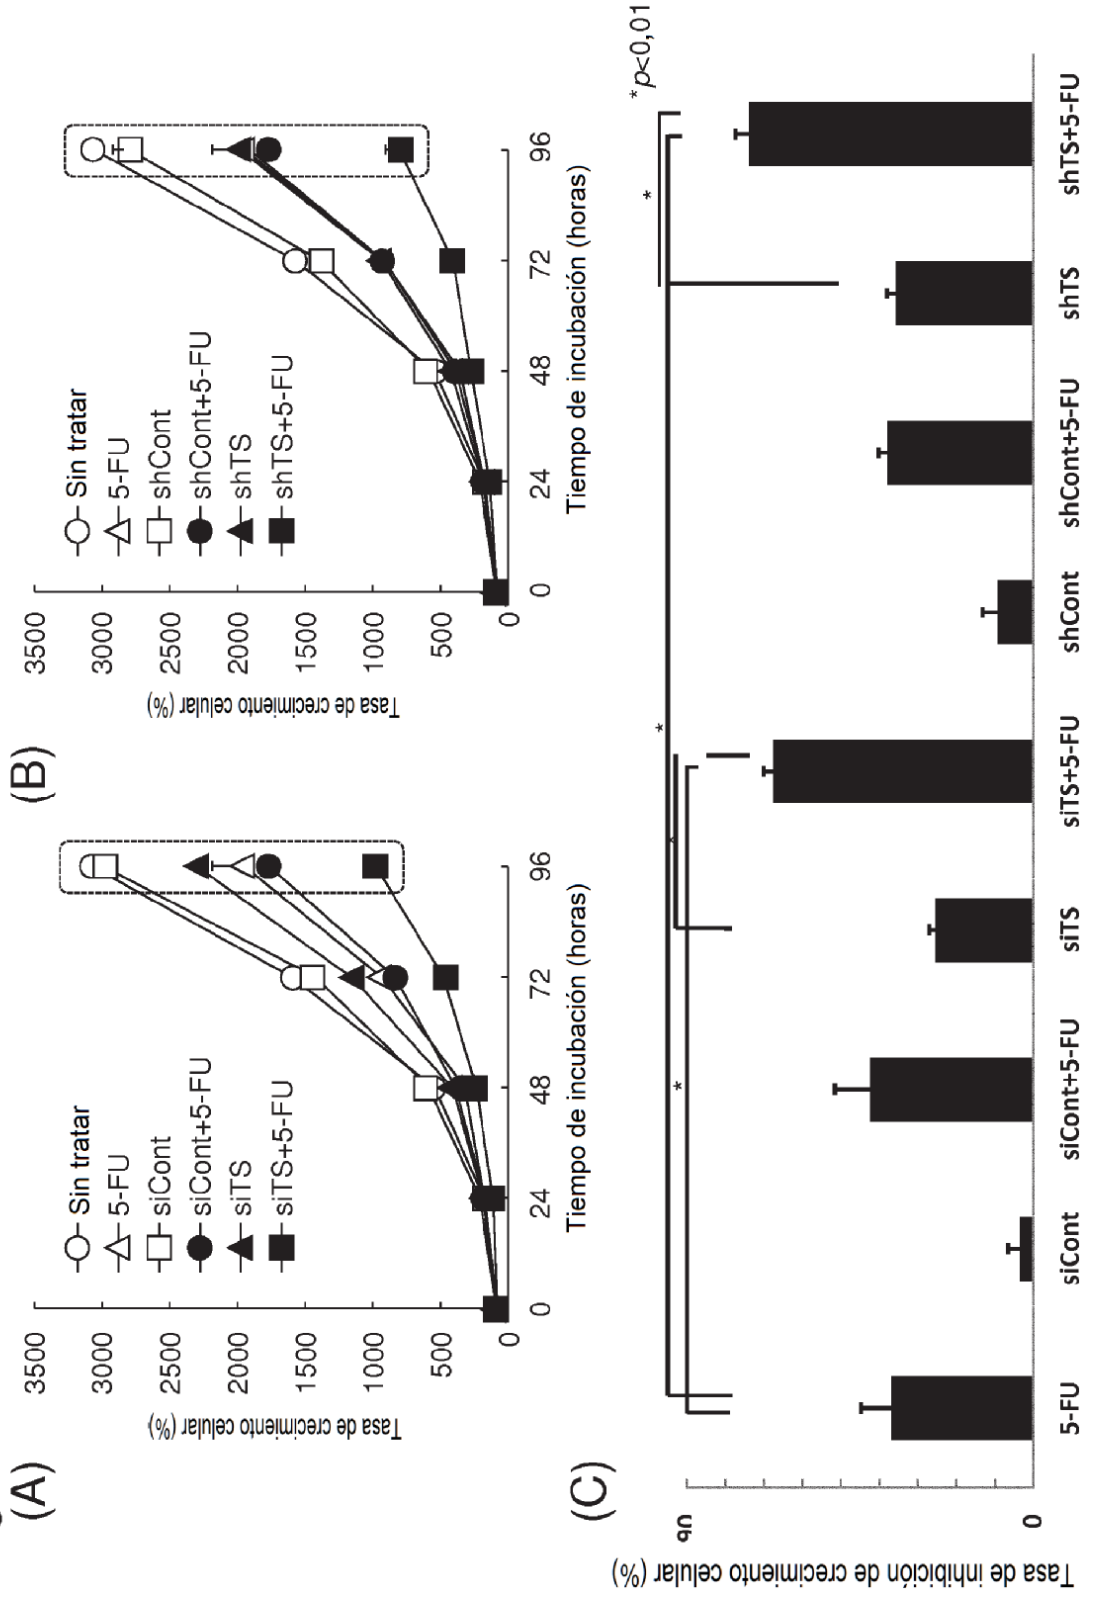 (A)
Tasa de crecimiento celular (%)
3500
3000
2500
2000
1500
1000
500
0
Sin tratar
5-FU
siCont
siCont+5-FU
siTS
siTS+5-FU
0 24 48 72 96
Tiempo de incubación (horas)
(B)
Tasa de crecimiento celular (%)
3500
3000
2500
2000
1500
1000
500
0
Sin tratar
5-FU
shCont
shCont+5-FU
shTS
shTS+5-FU
0 24 48 72 96
Tiempo de incubación (horas)
(C)
*p<0,01
Tasa de inhibición de crecimiento celular (%)
0
* * * *
5-FU siCont siCont+5-FU siTS siTS+5-FU shCont shCont+5-FU shTS shTS+5-FU